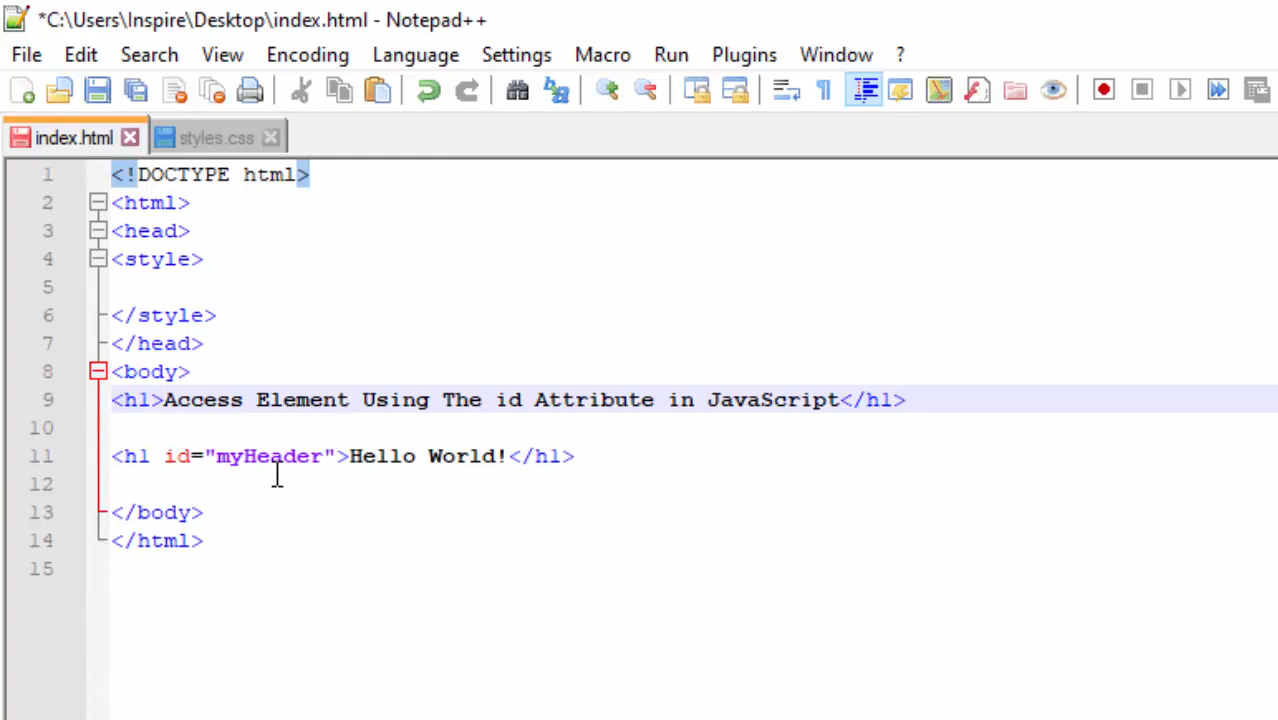 *C:\Users\Inspire\Desktop\index.html - Notepad++
File Edit Search View Encoding Language Settings Macro Run Plugins Window ?
index.html styles.css
1 <!DOCTYPE html>
2 <html>
3 <head>
4 <style>
5
6 </style>
7 </head>
8 <body>
9 <h1>Access Element Using The id Attribute in JavaScript</h1>
10
11 <h1 id="myHeader">Hello World!</h1>
12
13 </body>
14 </html>
15